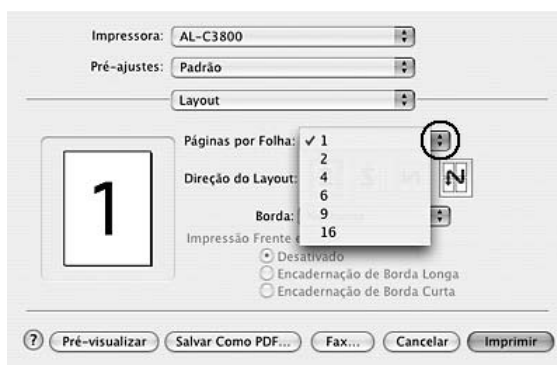 Impressora: AL-C3800
Pré-ajustes: Padrão
Layout
Páginas por Folha: ✓ 1
2
Direção do Layout: 4
6
Borda: 9
Impressão Frente 16
Desativado
Encadernação de Borda Longa
Encadernação de Borda Curta
1
? Pré-visualizar Salvar Como PDF... Fax... Cancelar Imprimir